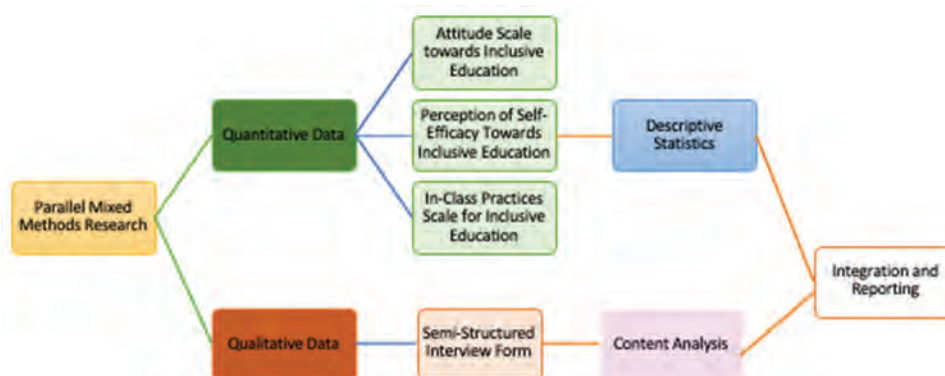 Attitude Scale
towards Inclusive
Education
Quantitative Data
Perception of Self-
Efficacy Towards
Inclusive Education
Descriptive
Statistics
In-Class Practices
Scale for Inclusive
Education
Parallel Mixed
Methods Research
Integration and
Reporting
Qualitative Data
Semi-Structured
Interview Form
Content Analysis